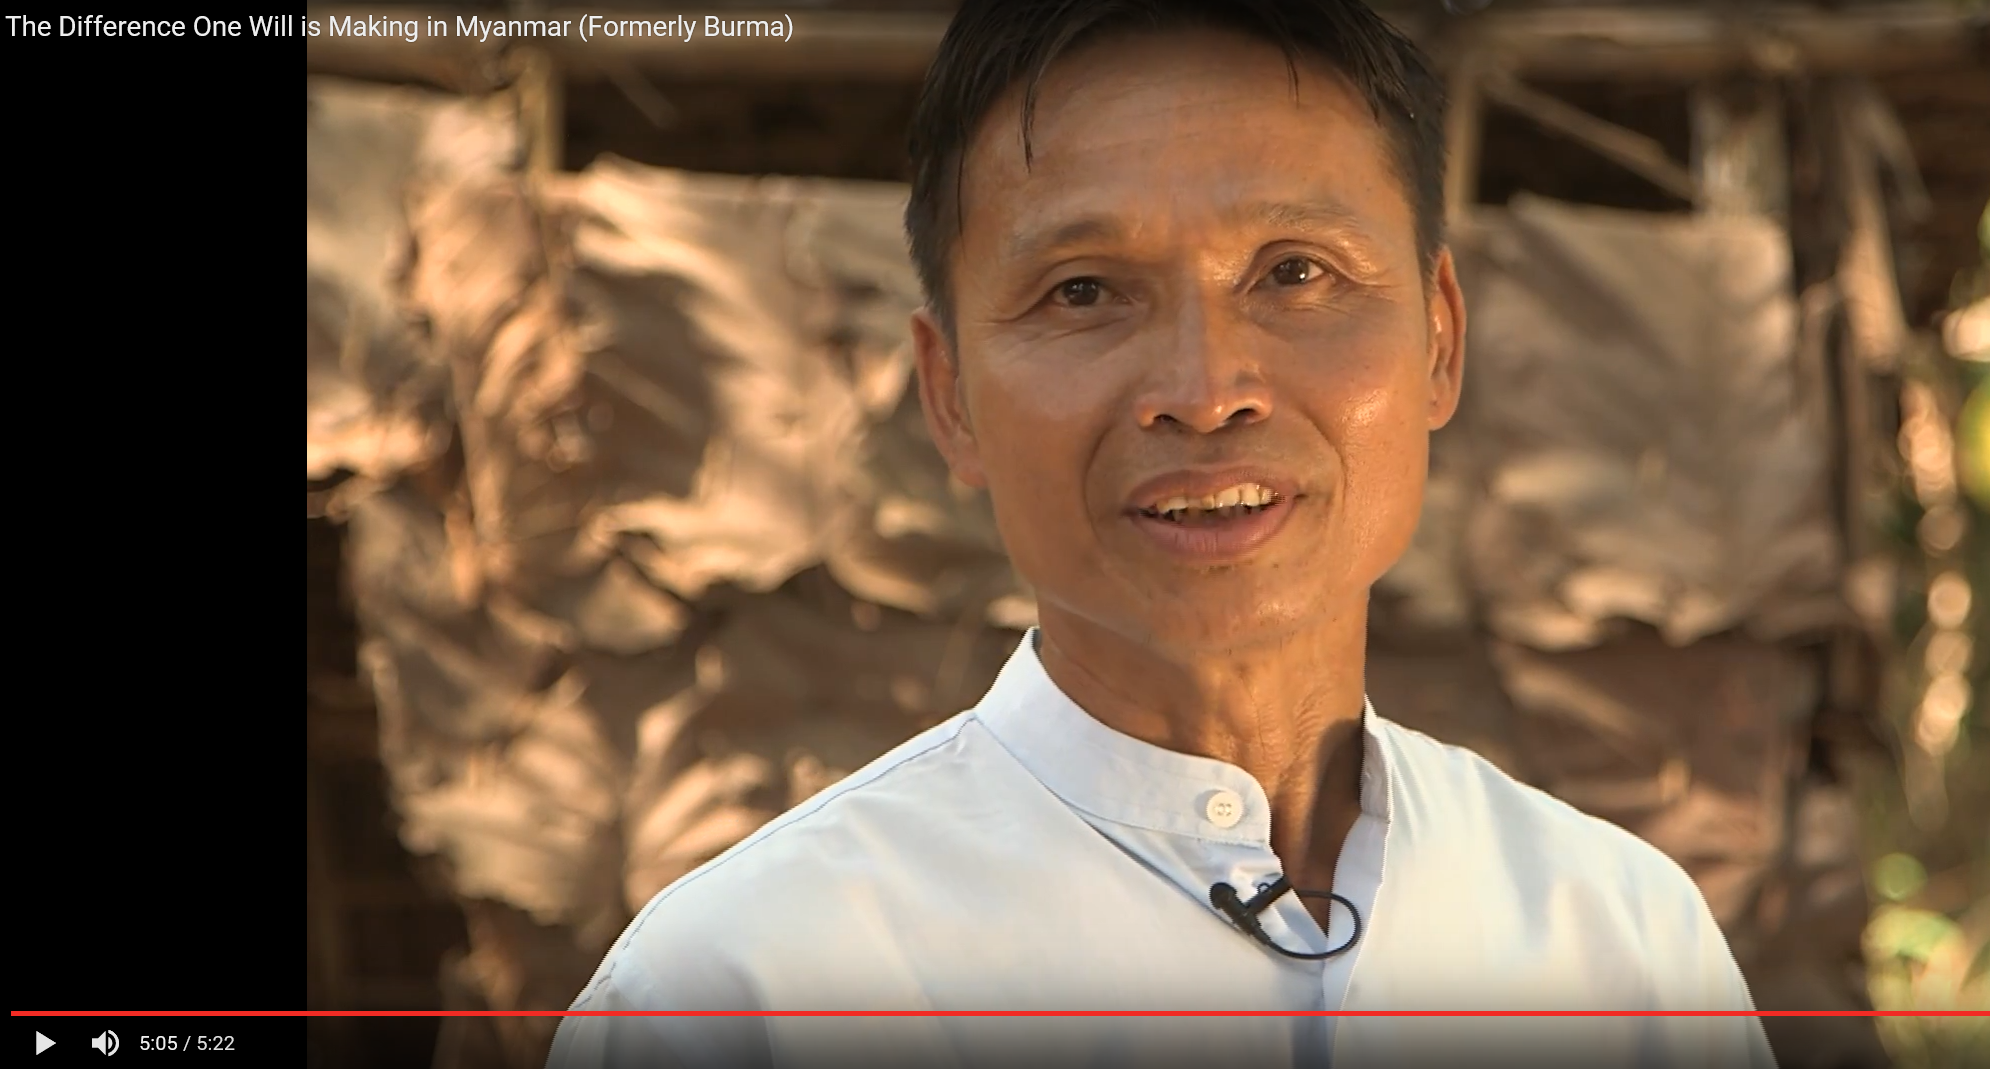 The Difference One Will is Making in Myanmar (Formerly Burma)
5:05 / 5:22